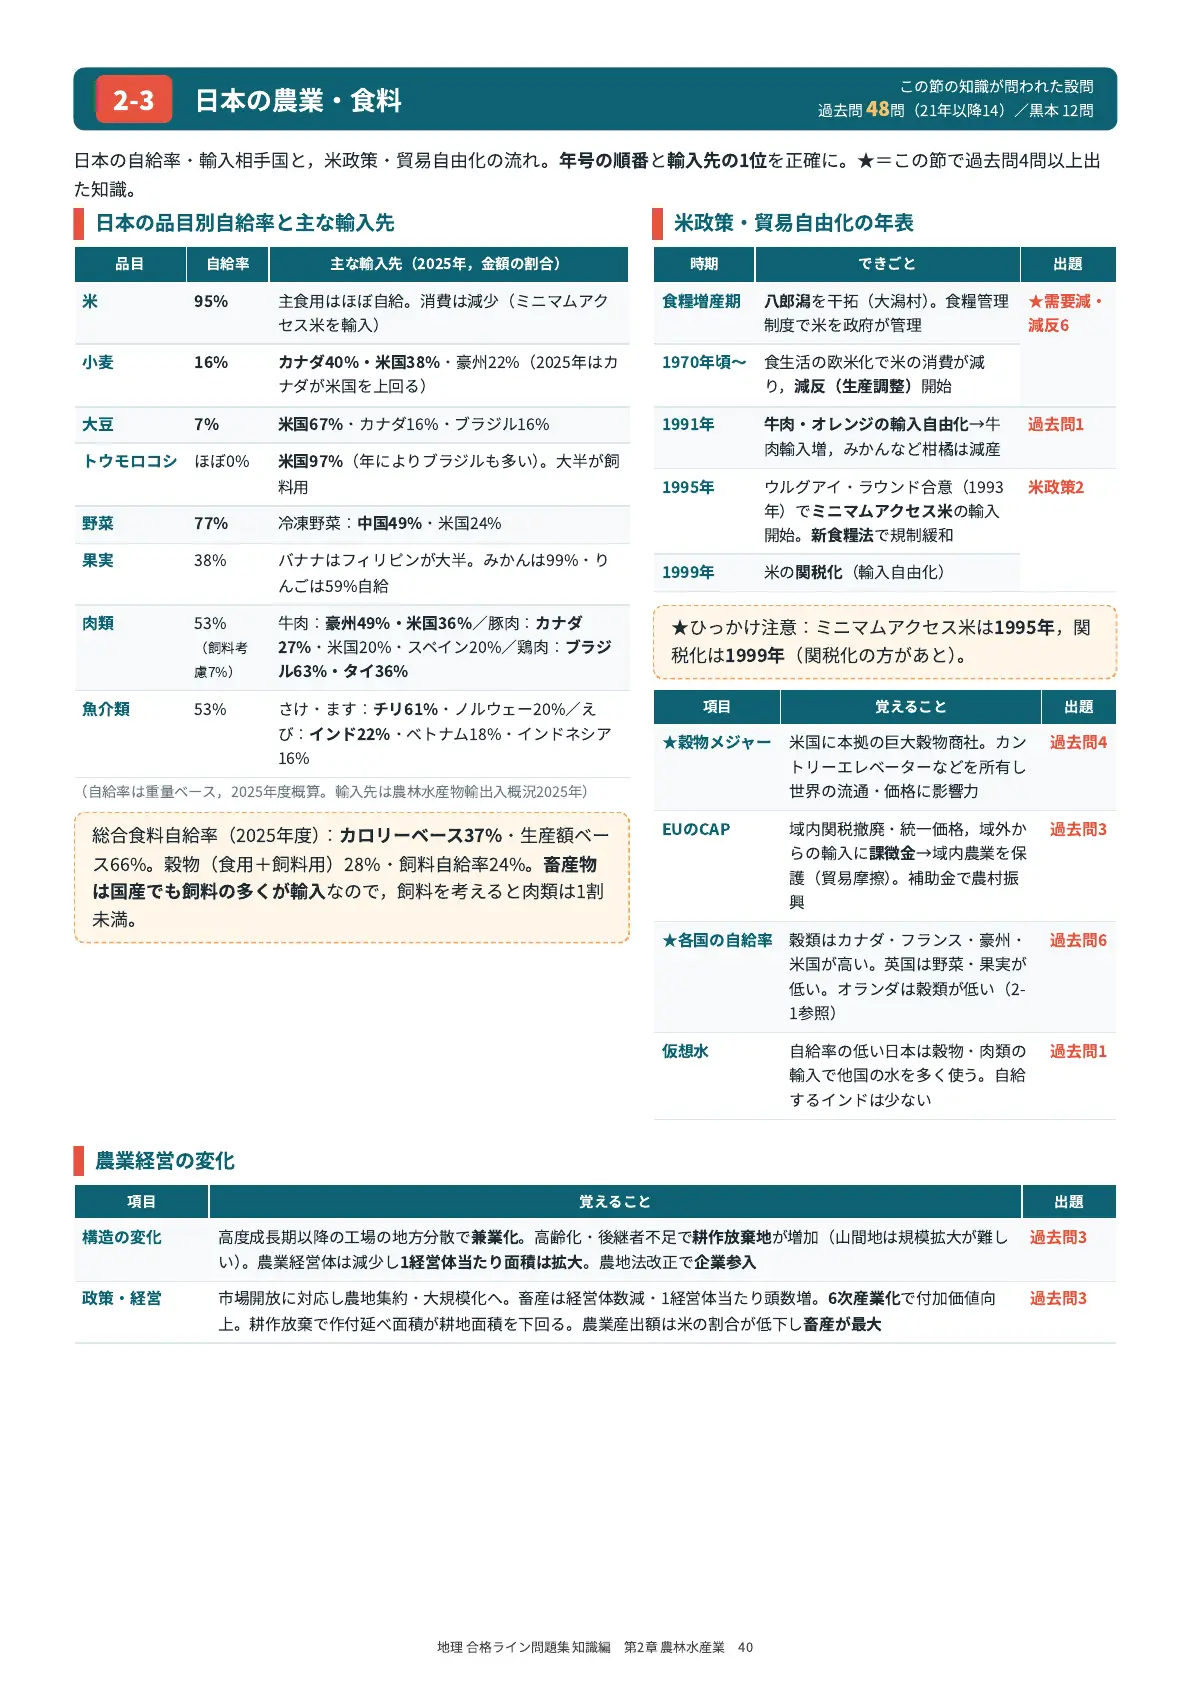 2-3 日本の農業・食料
この節の知識が問われた設問
過去問 48問（21年以降14）／黒本 12問
日本の自給率・輸入相手国と，米政策・貿易自由化の流れ。年号の順番と輸入先の1位を正確に。★＝この節で過去問4問以上出
た知識。
日本の品目別自給率と主な輸入先
品目 自給率 主な輸入先（2025年，金額の割合）
米 95% 主食用はほぼ自給。消費は減少（ミニマムアク
セス米を輸入）
小麦 16% カナダ40%・米国38%・豪州22%（2025年はカ
ナダが米国を上回る）
大豆 7% 米国67%・カナダ16%・ブラジル16%
トウモロコシ ほぼ0% 米国97%（年によりブラジルも多い）。大半が飼
料用
野菜 77% 冷凍野菜：中国49%・米国24%
果実 38% バナナはフィリピンが大半。みかんは99%・り
んごは59%自給
肉類 53% 牛肉：豪州49%・米国36%／豚肉：カナダ
（飼料考 27%・米国20%・スペイン20%／鶏肉：ブラジ
慮7%） ル63%・タイ36%
魚介類 53% さけ・ます：チリ61%・ノルウェー20%／え
び：インド22%・ベトナム18%・インドネシア
16%
（自給率は重量ベース，2025年度概算。輸入先は農林水産物輸出入概況2025年）
総合食料自給率（2025年度）：カロリーベース37%・生産額ベー
ス66%。穀物（食用＋飼料用）28%・飼料自給率24%。畜産物
は国産でも飼料の多くが輸入なので，飼料を考えると肉類は1割
未満。
米政策・貿易自由化の年表
時期 できごと 出題
食糧増産期 八郎潟を干拓（大潟村）。食糧管理 ★需要減・
制度で米を政府が管理 減反6
1970年頃〜 食生活の欧米化で米の消費が減
り，減反（生産調整）開始
1991年 牛肉・オレンジの輸入自由化→牛 過去問1
肉輸入増，みかんなど柑橘は減産
1995年 ウルグアイ・ラウンド合意（1993 米政策2
年）でミニマムアクセス米の輸入
開始。新食糧法で規制緩和
1999年 米の関税化（輸入自由化）
★ひっかけ注意：ミニマムアクセス米は1995年，関
税化は1999年（関税化の方があと）。
項目 覚えること 出題
★穀物メジャー 米国に本拠の巨大穀物商社。カン 過去問4
トリーエレベーターなどを所有し
世界の流通・価格に影響力
EUのCAP 域内関税撤廃・統一価格，域外か 過去問3
らの輸入に課徴金→域内農業を保
護（貿易摩擦）。補助金で農村振
興
★各国の自給率 穀類はカナダ・フランス・豪州・ 過去問6
米国が高い。英国は野菜・果実が
低い。オランダは穀類が低い（2-
1参照）
仮想水 自給率の低い日本は穀物・肉類の 過去問1
輸入で他国の水を多く使う。自給
するインドは少ない
農業経営の変化
項目 覚えること 出題
構造の変化 高度成長期以降の工場の地方分散で兼業化。高齢化・後継者不足で耕作放棄地が増加（山間地は規模拡大が難し 過去問3
い）。農業経営体は減少し1経営体当たり面積は拡大。農地法改正で企業参入
政策・経営 市場開放に対応し農地集約・大規模化へ。畜産は経営体数減・1経営体当たり頭数増。6次産業化で付加価値向 過去問3
上。耕作放棄で作付延べ面積が耕地面積を下回る。農業産出額は米の割合が低下し畜産が最大
地理 合格ライン問題集 知識編 第2章 農林水産業 40